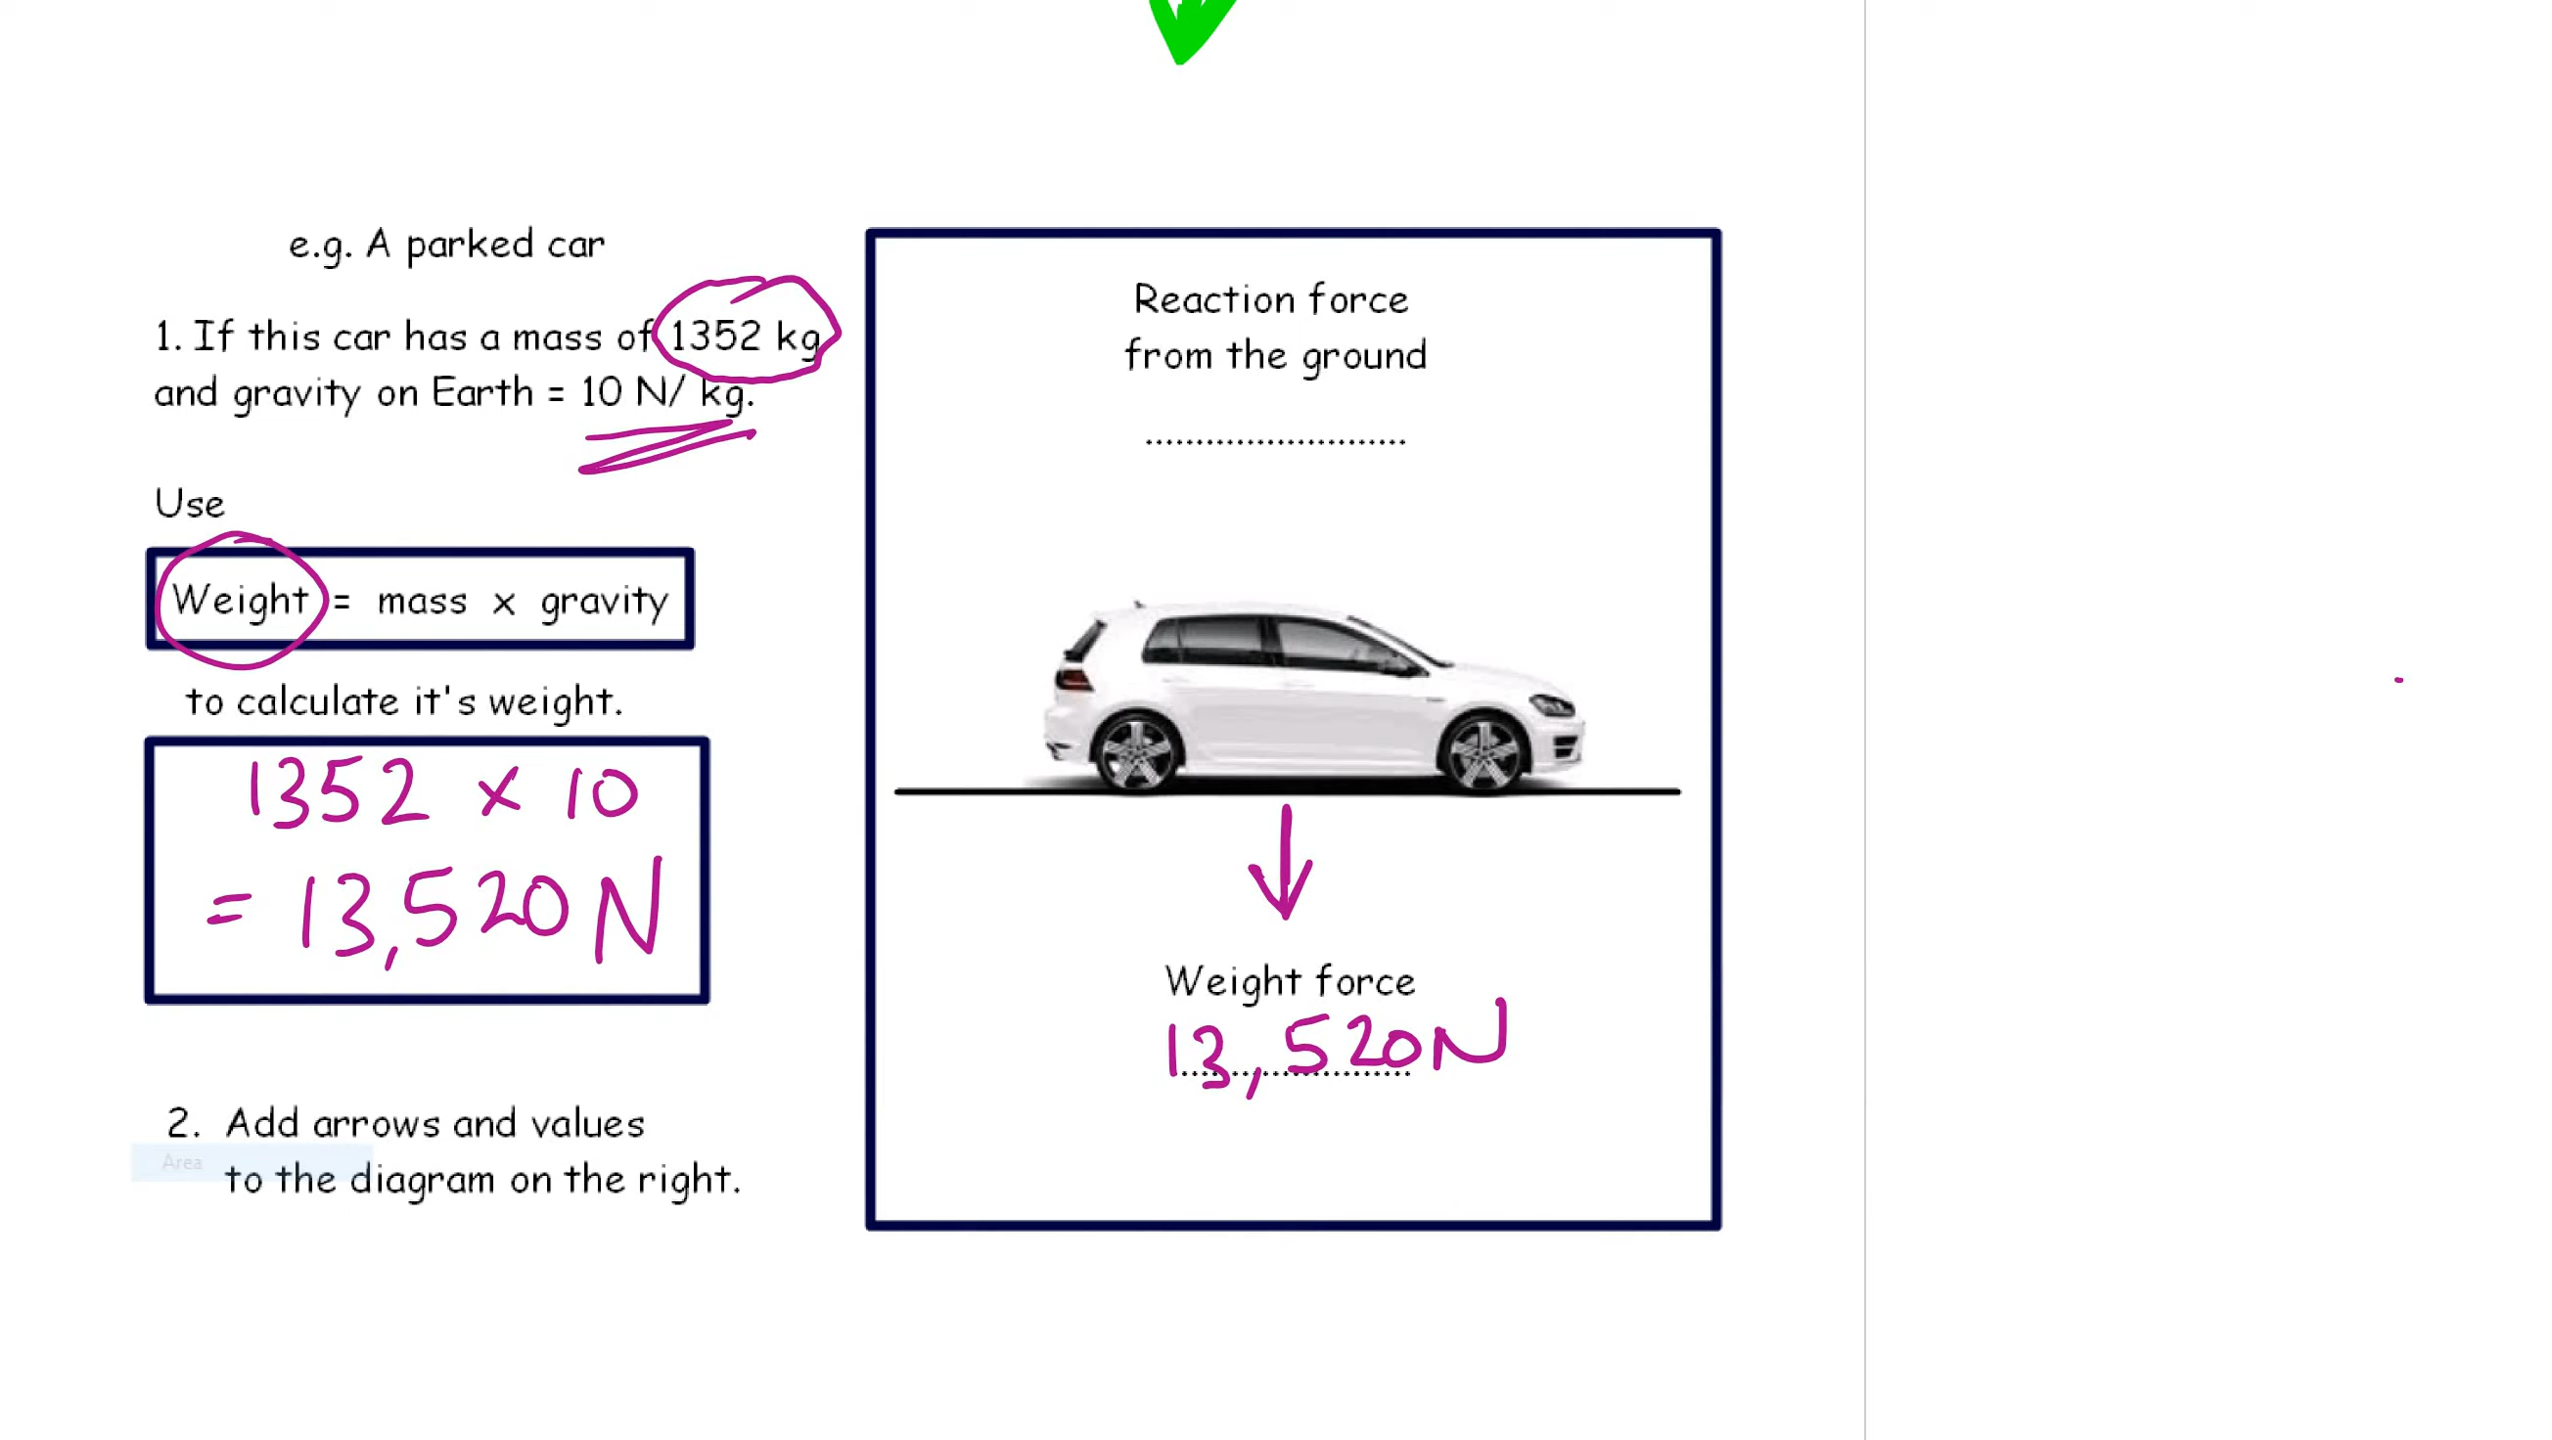 e.g. A parked car
1. If this car has a mass of 1352 kg
and gravity on Earth = 10 N/ kg.
Use
Weight = mass x gravity
to calculate it's weight.
1352 x 10
= 13,520 N
2. Add arrows and values
to the diagram on the right.
Area
Reaction force
from the ground
..........................
Weight force
13,520N